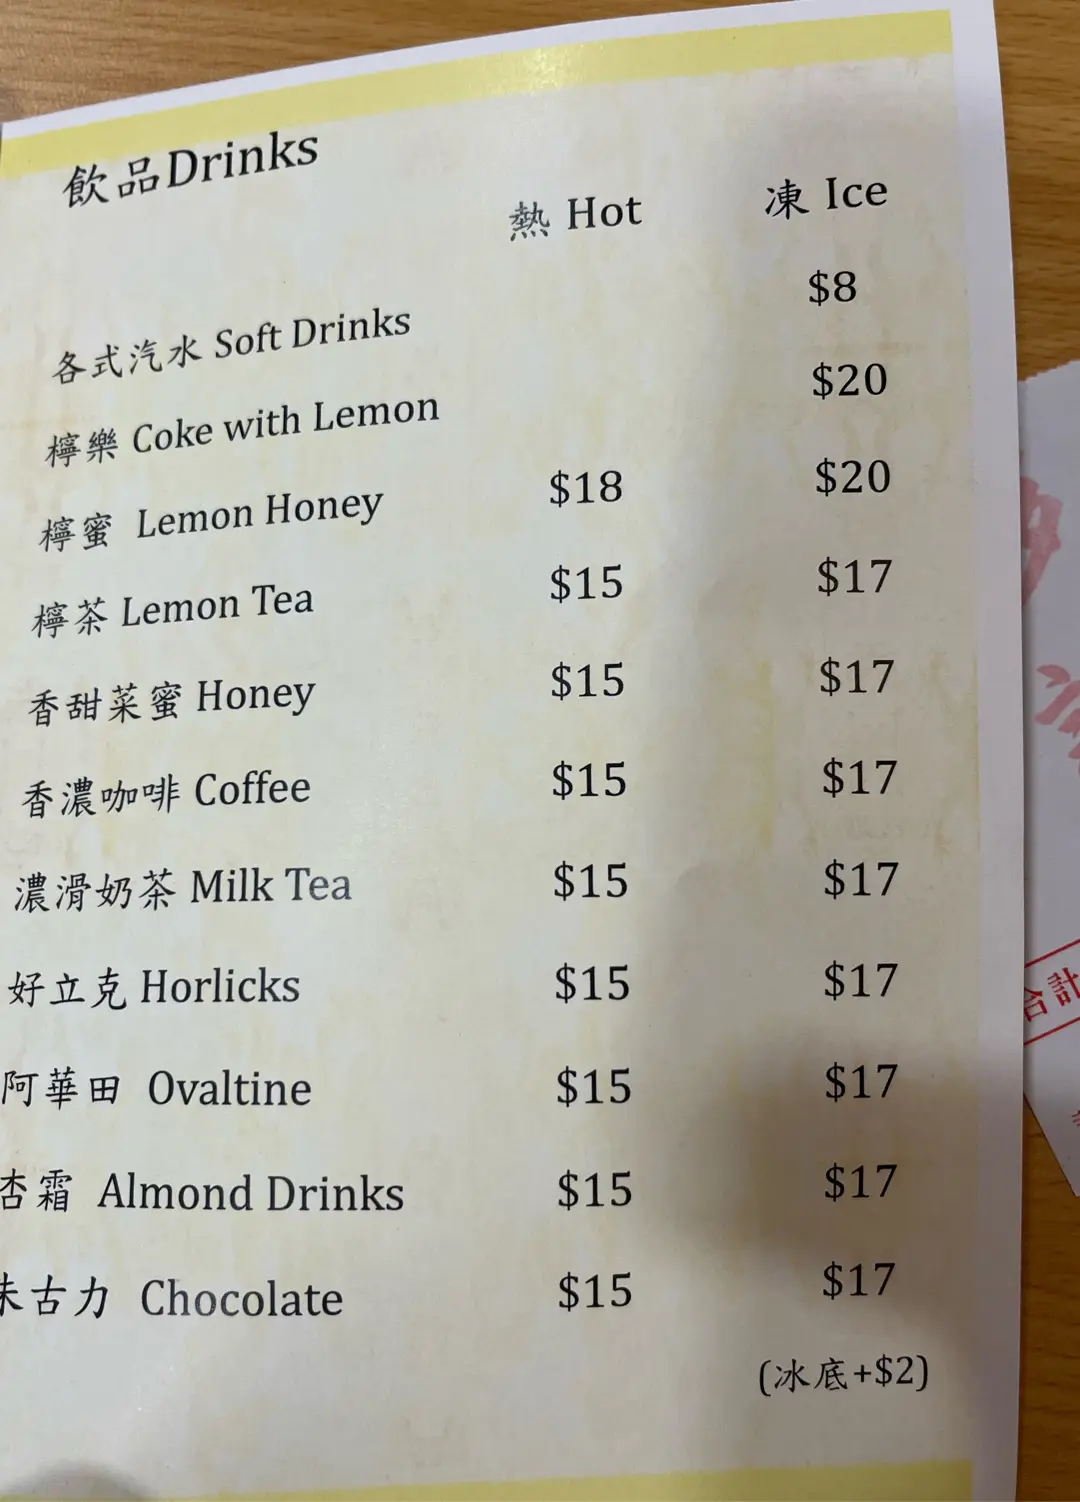 飲品Drinks
熱 Hot 凍 Ice
各式汽水 Soft Drinks $8
檸樂 Coke with Lemon $20
檸蜜 Lemon Honey $18 $20
檸茶 Lemon Tea $15 $17
香甜菜蜜 Honey $15 $17
香濃咖啡 Coffee $15 $17
濃滑奶茶 Milk Tea $15 $17
好立克 Horlicks $15 $17
阿華田 Ovaltine $15 $17
杏霜 Almond Drinks $15 $17
朱古力 Chocolate $15 $17
(冰底+$2)
合計